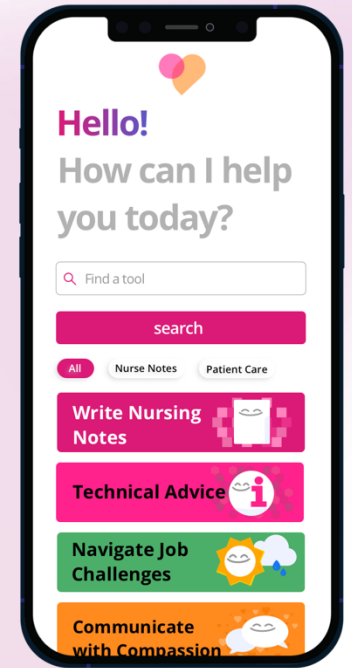 Hello!
How can I help
you today?
Find a tool
search
All
Nurse Notes
Patient Care
Write Nursing
Notes
Technical Advice
i
Navigate Job
Challenges
Communicate
with Compassion